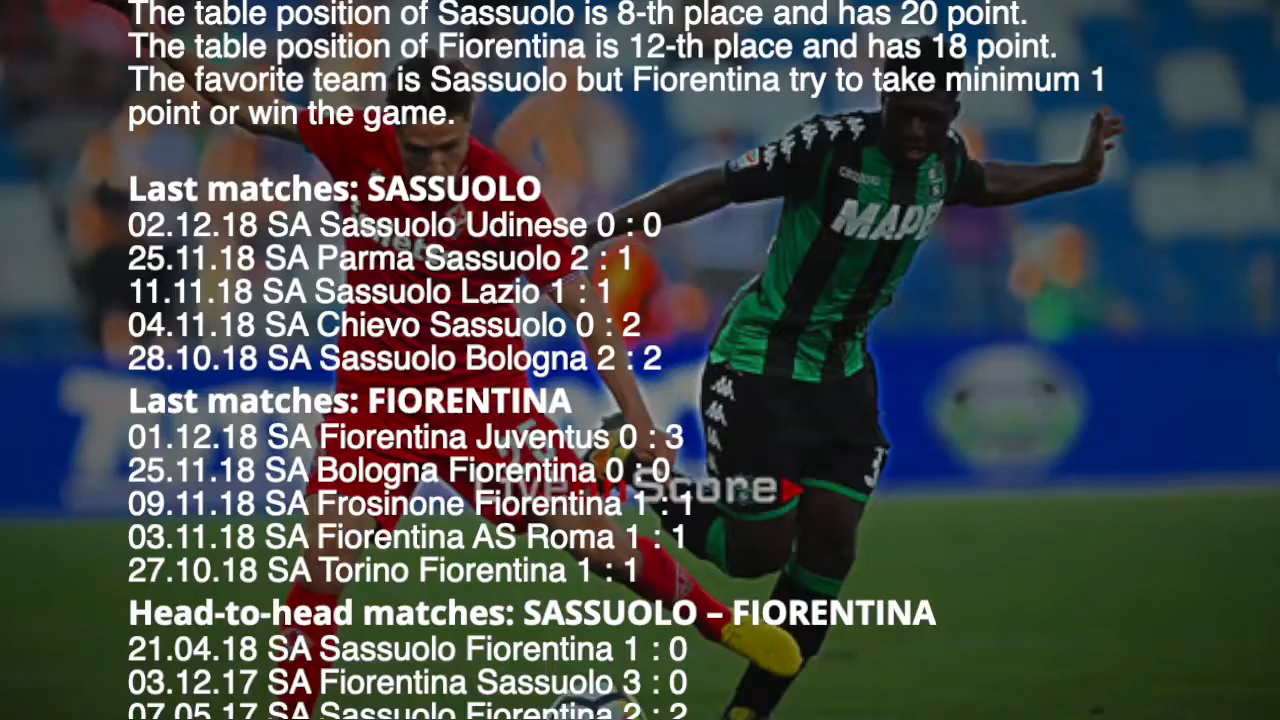 The table position of Sassuolo is 8-th place and has 20 point.
The table position of Fiorentina is 12-th place and has 18 point.
The favorite team is Sassuolo but Fiorentina try to take minimum 1
point or win the game.
Last matches: SASSUOLO
02.12.18 SA Sassuolo Udinese 0 : 0
25.11.18 SA Parma Sassuolo 2 : 1
11.11.18 SA Sassuolo Lazio 1 : 1
04.11.18 SA Chievo Sassuolo 0 : 2
28.10.18 SA Sassuolo Bologna 2 : 2
Last matches: FIORENTINA
01.12.18 SA Fiorentina Juventus 0 : 3
25.11.18 SA Bologna Fiorentina 0 : 0
09.11.18 SA Frosinone Fiorentina 1 : 1
03.11.18 SA Fiorentina AS Roma 1 : 1
27.10.18 SA Torino Fiorentina 1 : 1
Head-to-head matches: SASSUOLO – FIORENTINA
21.04.18 SA Sassuolo Fiorentina 1 : 0
03.12.17 SA Fiorentina Sassuolo 3 : 0
07.05.17 SA Sassuolo Fiorentina 2 : 2
Score